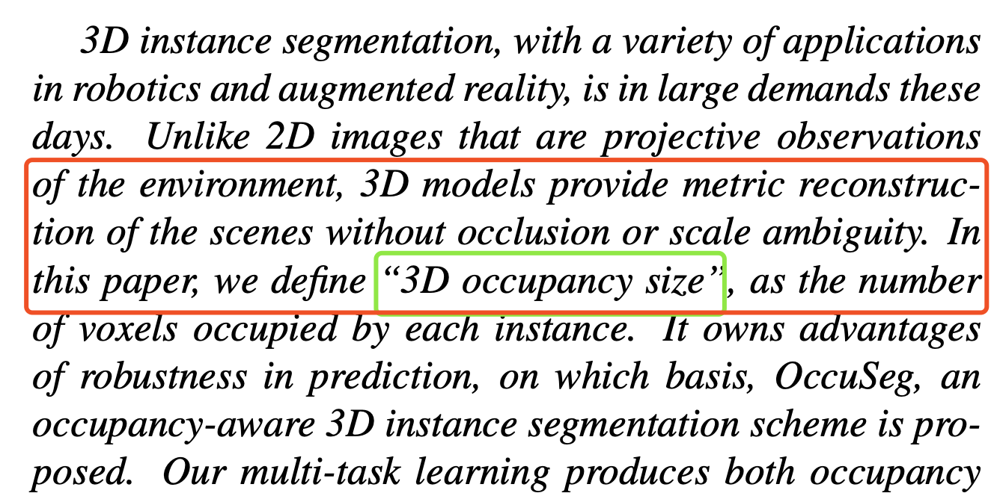 3D instance segmentation, with a variety of applications
in robotics and augmented reality, is in large demands these
days. Unlike 2D images that are projective observations
of the environment, 3D models provide metric reconstruc-
tion of the scenes without occlusion or scale ambiguity. In
this paper, we define “3D occupancy size”, as the number
of voxels occupied by each instance. It owns advantages
of robustness in prediction, on which basis, OccuSeg, an
occupancy-aware 3D instance segmentation scheme is pro-
posed. Our multi-task learning produces both occupancy